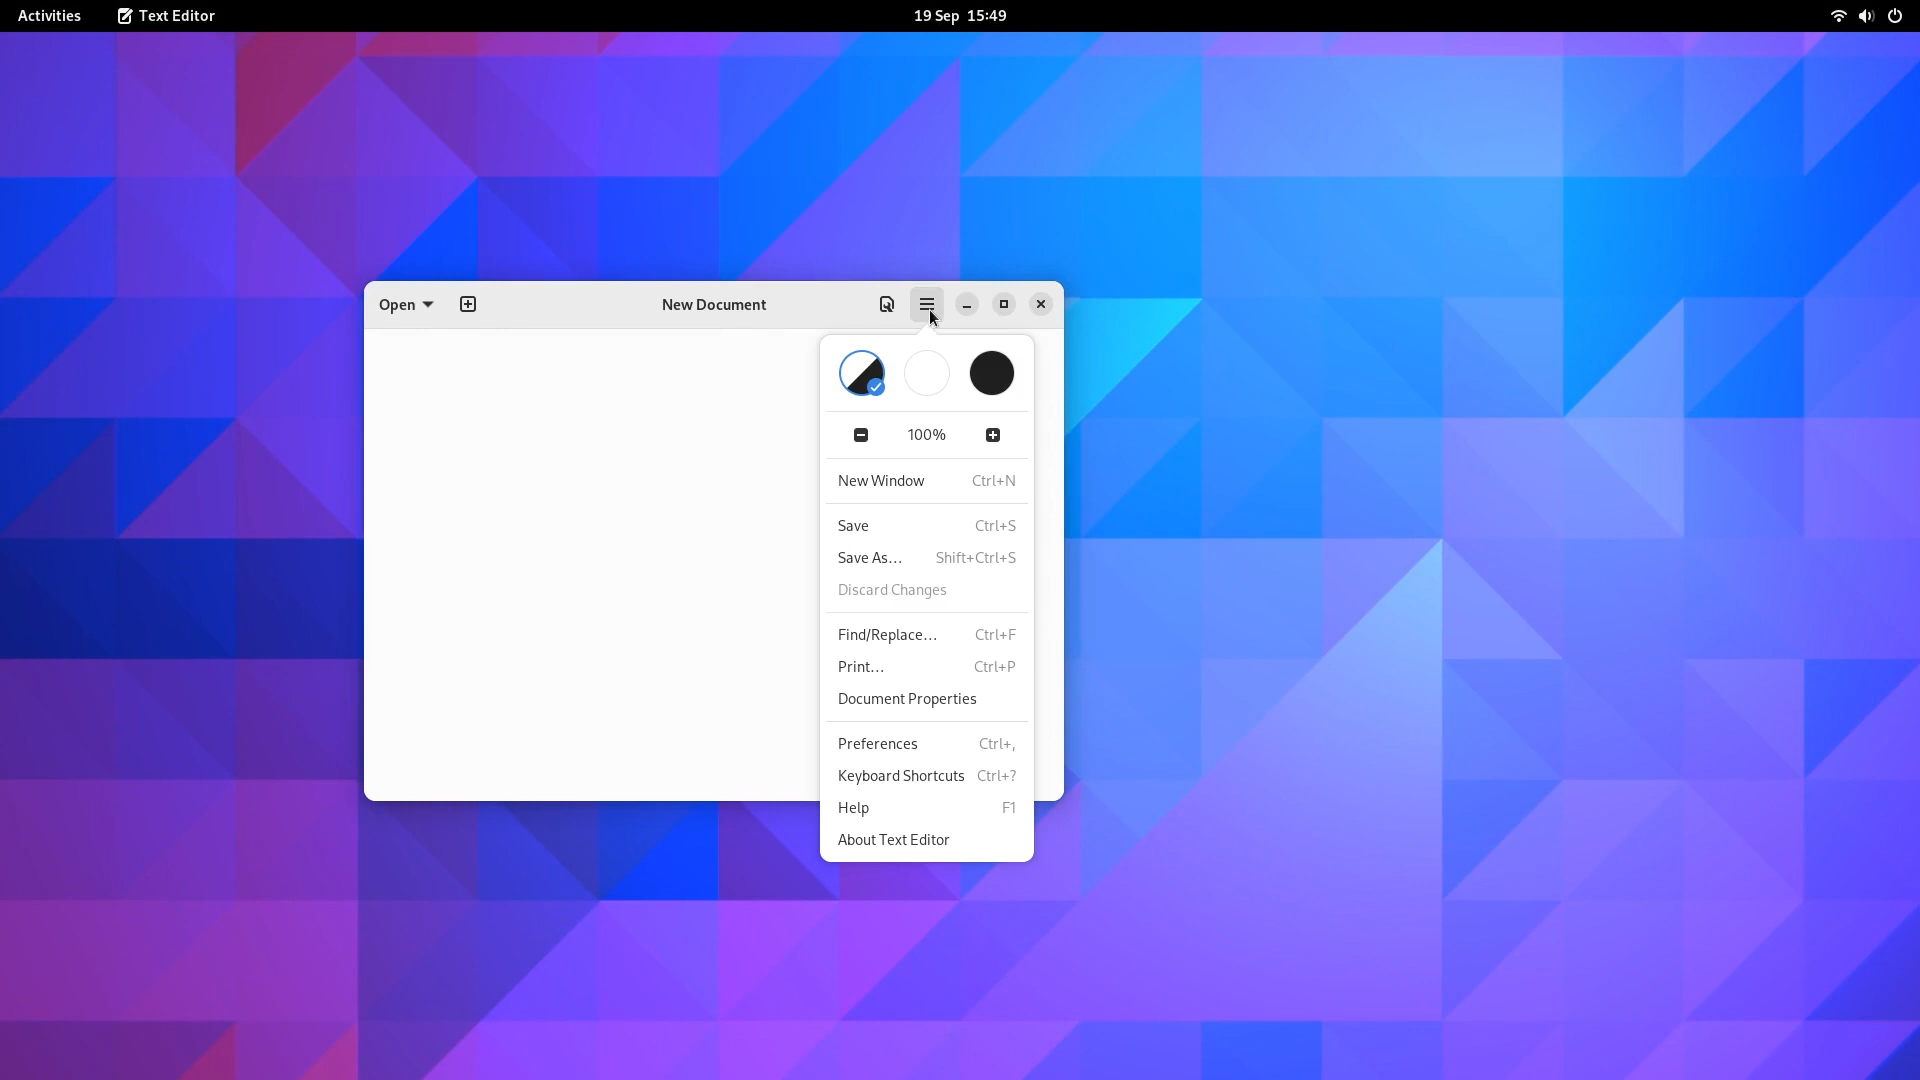 Activities Text Editor 19 Sep 15:49
Open New Document
100%
New Window Ctrl+N
Save Ctrl+S
Save As... Shift+Ctrl+S
Discard Changes
Find/Replace... Ctrl+F
Print... Ctrl+P
Document Properties
Preferences Ctrl+,
Keyboard Shortcuts Ctrl+?
Help F1
About Text Editor